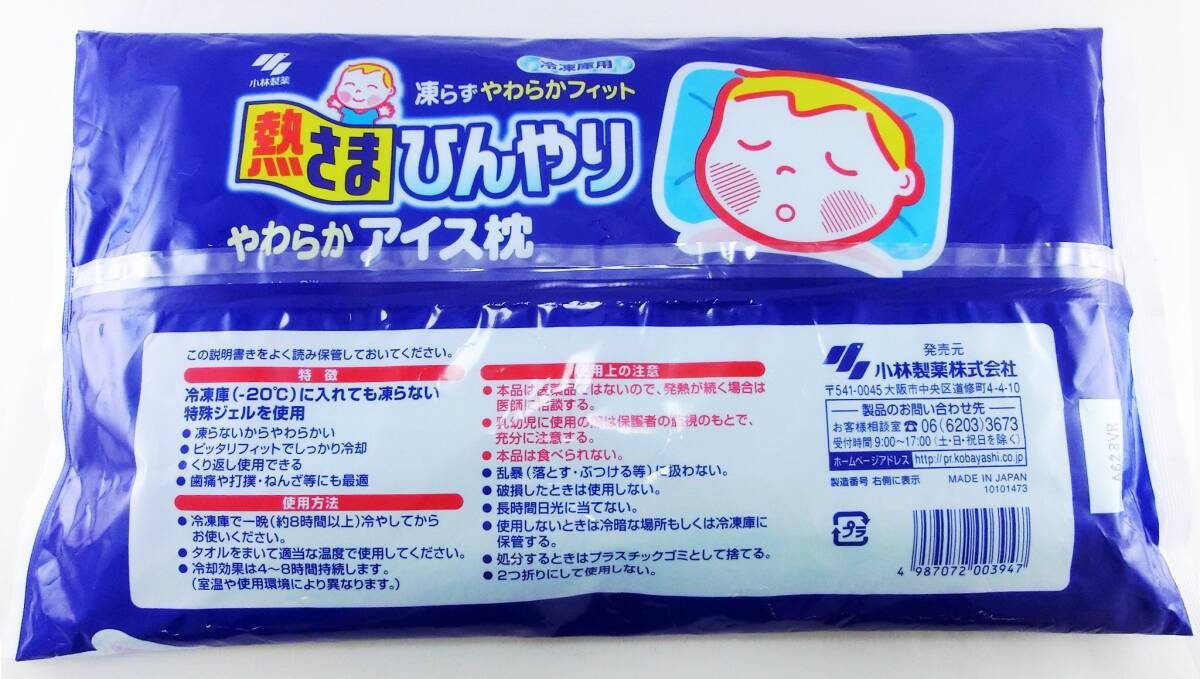 小林製薬
冷凍庫用
凍らずやわらかフィット
熱さまひんやり
やわらかアイス枕
この説明書きをよく読み保管しておいてください。
特徴
冷凍庫(-20℃)に入れても凍らない
特殊ジェルを使用
●凍らないからやわらかい
●ピッタリフィットでしっかり冷却
●くり返し使用できる
●歯痛や打撲・ねんざ等にも最適
使用方法
●冷凍庫で一晩(約8時間以上)冷やしてから
お使いください。
●タオルをまいて適当な温度で使用してください。
●冷却効果は4〜8時間持続します。
(室温や使用環境により異なります。)
使用上の注意
●本品は医薬品ではないので、発熱が続く場合は
医師に相談する。
●乳幼児に使用の際は保護者の監視のもとで、
充分に注意する。
●本品は食べられない。
●乱暴(落とす・ぶつける等)に扱わない。
●破損したときは使用しない。
●長時間日光に当てない。
●使用しないときは冷暗な場所もしくは冷凍庫に
保管する。
●処分するときはプラスチックゴミとして捨てる。
●2つ折りにして使用しない。
発売元
小林製薬株式会社
〒541-0045 大阪市中央区道修町4-4-10
製品のお問い合わせ先
お客様相談室☎06(6203)3673
受付時間9:00〜17:00(土・日・祝日を除く)
ホームページアドレス http://pr.kobayashi.co.jp
製造番号 右側に表示 MADE IN JAPAN
10101473
プラ
4 987072 003947
A628VR